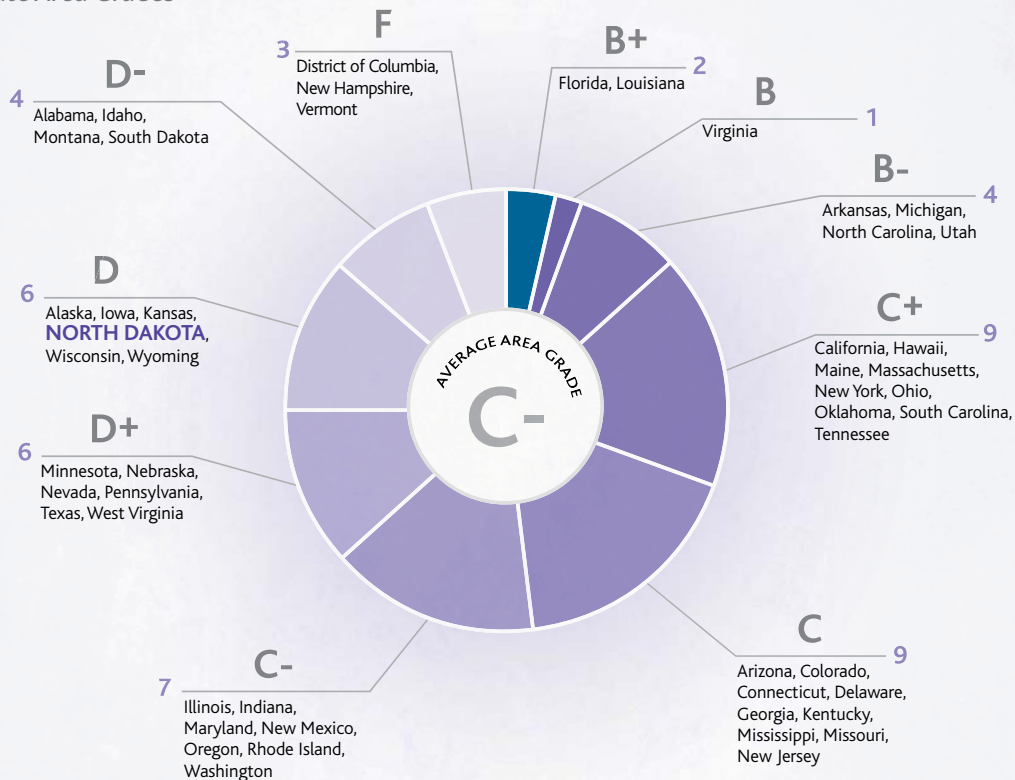 F
3
District of Columbia,
New Hampshire,
Vermont
B+
2
Florida, Louisiana
B
1
Virginia
B-
4
Arkansas, Michigan,
North Carolina, Utah
C+
9
California, Hawaii,
Maine, Massachusetts,
New York, Ohio,
Oklahoma, South Carolina,
Tennessee
C
9
Arizona, Colorado,
Connecticut, Delaware,
Georgia, Kentucky,
Mississippi, Missouri,
New Jersey
C-
7
Illinois, Indiana,
Maryland, New Mexico,
Oregon, Rhode Island,
Washington
D+
6
Minnesota, Nebraska,
Nevada, Pennsylvania,
Texas, West Virginia
D
6
Alaska, Iowa, Kansas,
NORTH DAKOTA,
Wisconsin, Wyoming
D-
4
Alabama, Idaho,
Montana, South Dakota
AVERAGE AREA GRADE
C-